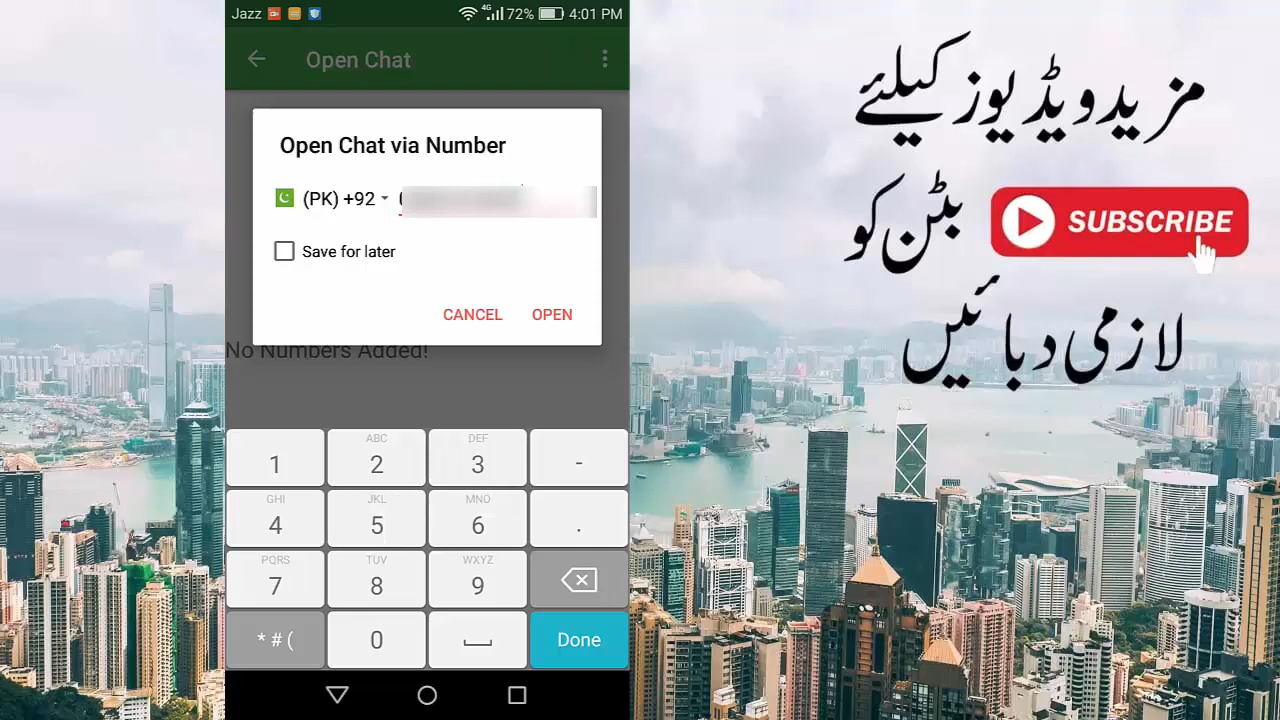 Jazz 4G 72% 4:01 PM
Open Chat
Open Chat via Number
(PK) +92
Save for later
CANCEL OPEN
No Numbers Added!
1 ABC 2 DEF 3 -
GHI 4 JKL 5 MNO 6 .
PQRS 7 TUV 8 WXYZ 9
* # ( 0 Done
مزید ویڈیوز کیلئے
SUBSCRIBE بٹن کو
لازمی دبائیں